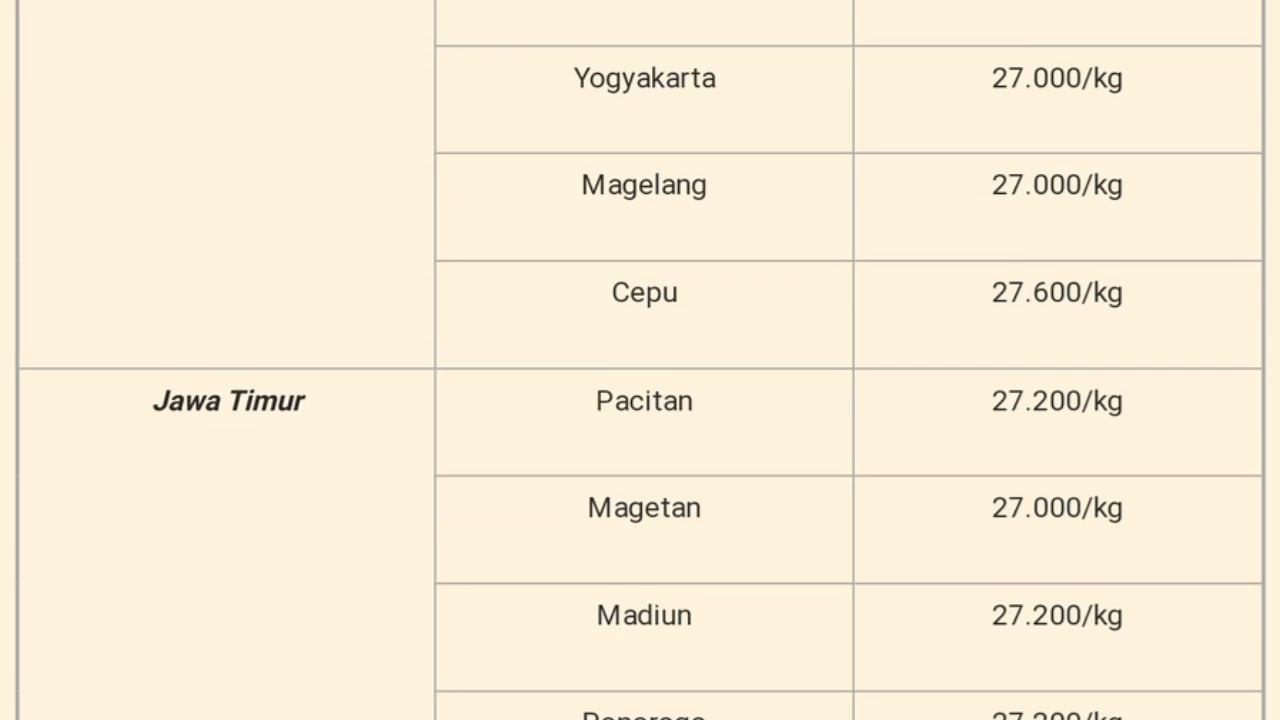 Yogyakarta 27.000/kg
Magelang 27.000/kg
Cepu 27.600/kg
Jawa Timur Pacitan 27.200/kg
Magetan 27.000/kg
Madiun 27.200/kg